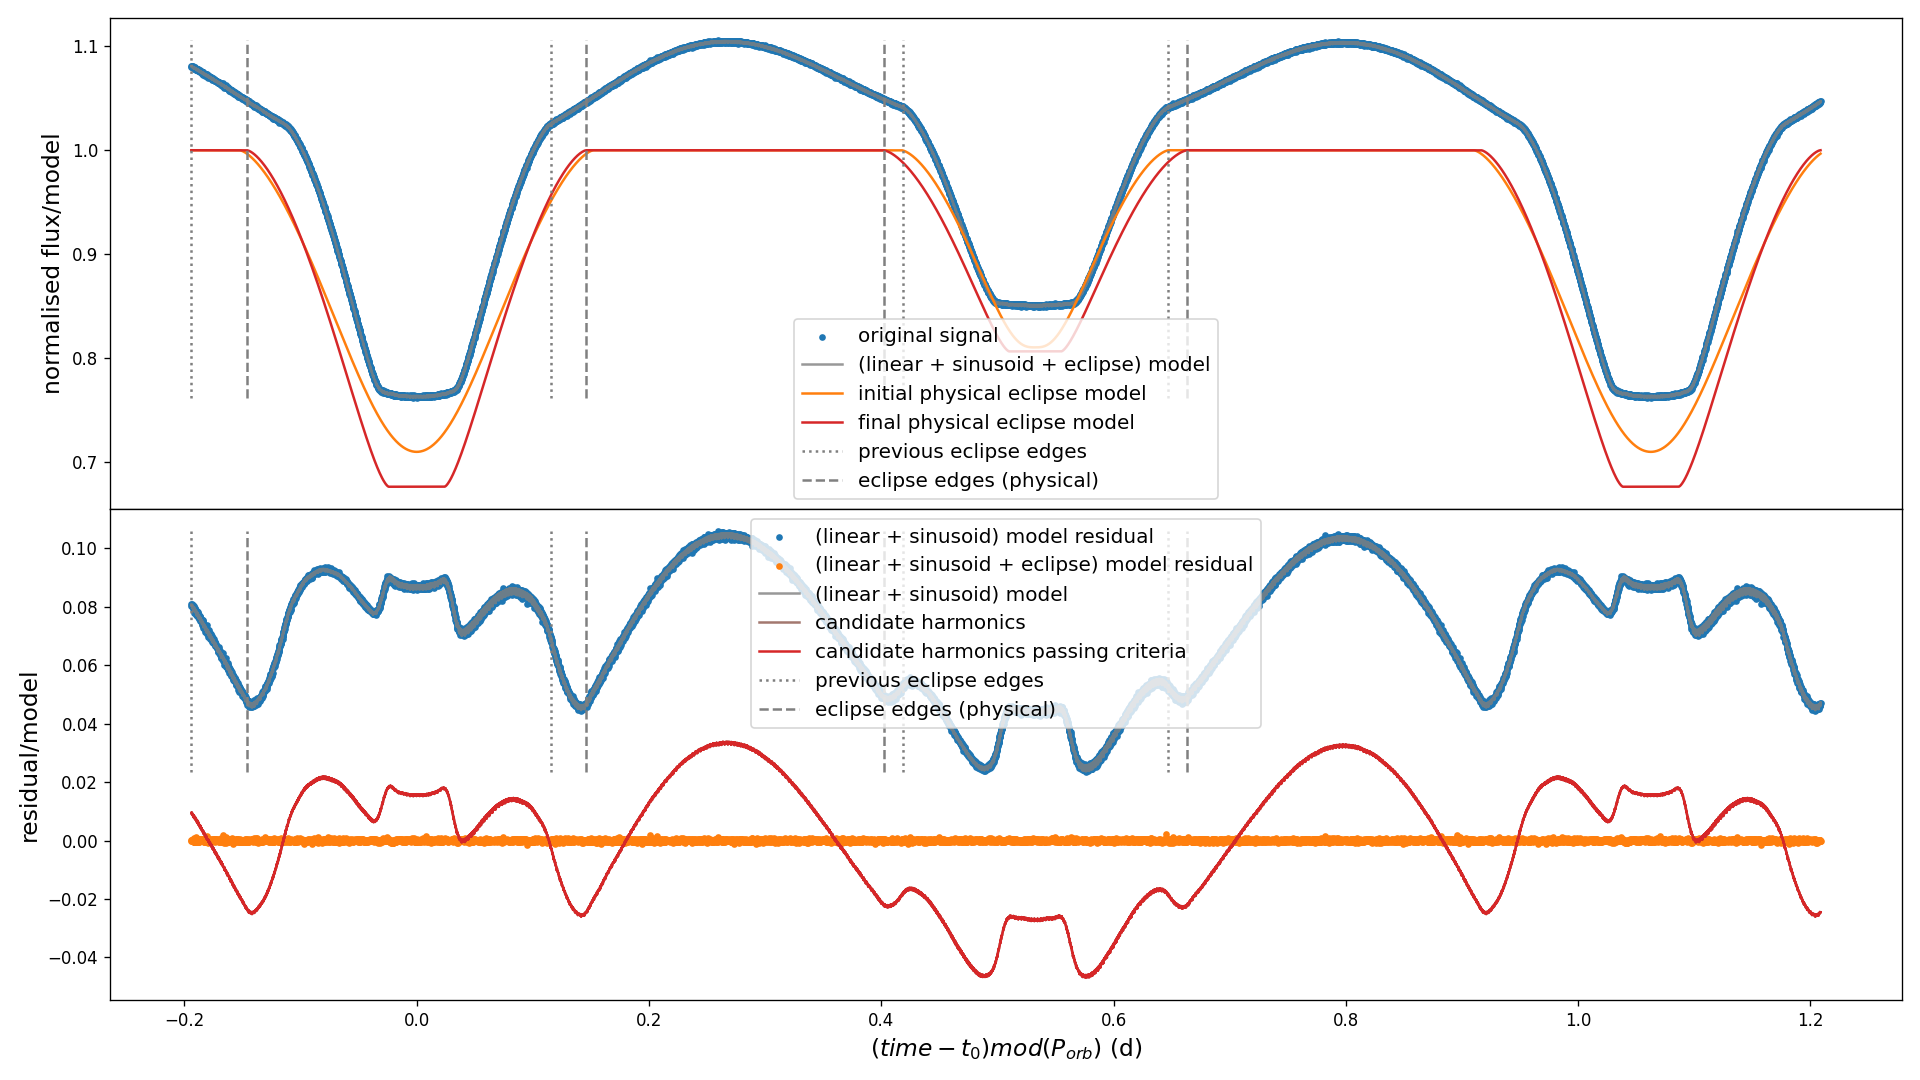 normalised flux/model
1.1
1.0
0.9
0.8
0.7
original signal
(linear + sinusoid + eclipse) model
initial physical eclipse model
final physical eclipse model
previous eclipse edges
eclipse edges (physical)
residual/model
0.10
0.08
0.06
0.04
0.02
0.00
−0.02
−0.04
(linear + sinusoid) model residual
(linear + sinusoid + eclipse) model residual
(linear + sinusoid) model
candidate harmonics
candidate harmonics passing criteria
previous eclipse edges
eclipse edges (physical)
−0.2 0.0 0.2 0.4 0.6 0.8 1.0 1.2
(time − t₀)mod(P_orb) (d)